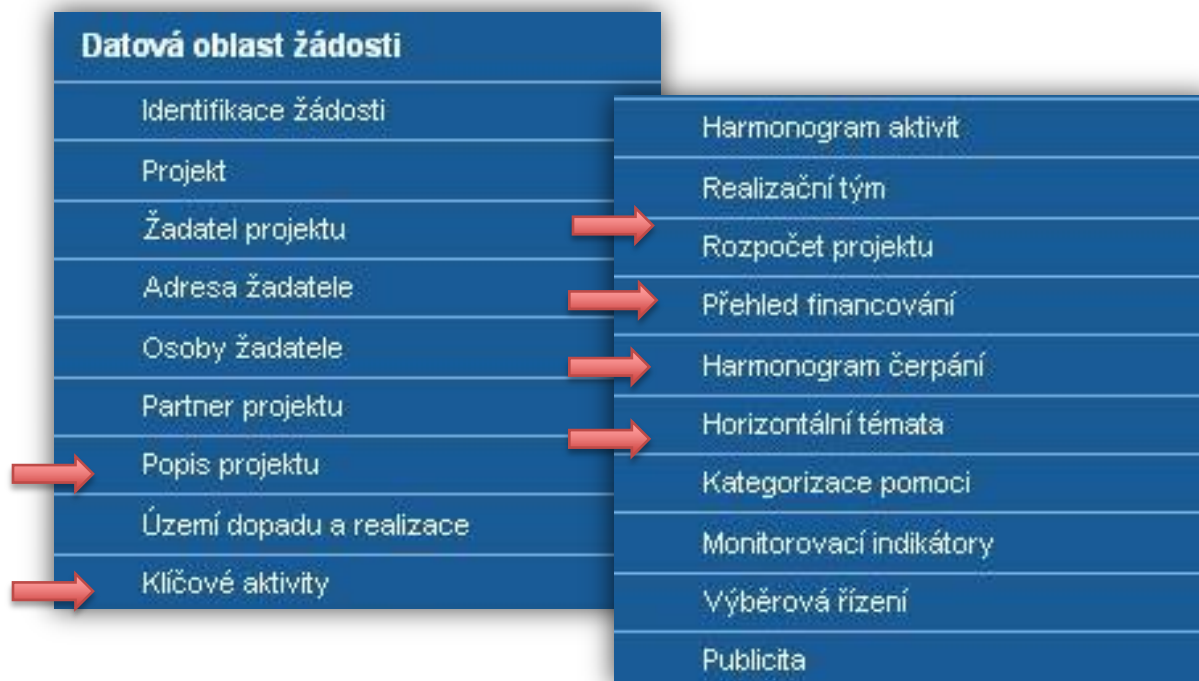 Datová oblast žádosti
Identifikace žádosti
Projekt
Žadatel projektu
Adresa žadatele
Osoby žadatele
Partner projektu
Popis projektu
Území dopadu a realizace
Klíčové aktivity
Harmonogram aktivit
Realizační tým
Rozpočet projektu
Přehled financování
Harmonogram čerpání
Horizontální témata
Kategorizace pomoci
Monitorovací indikátory
Výběrová řízení
Publicita